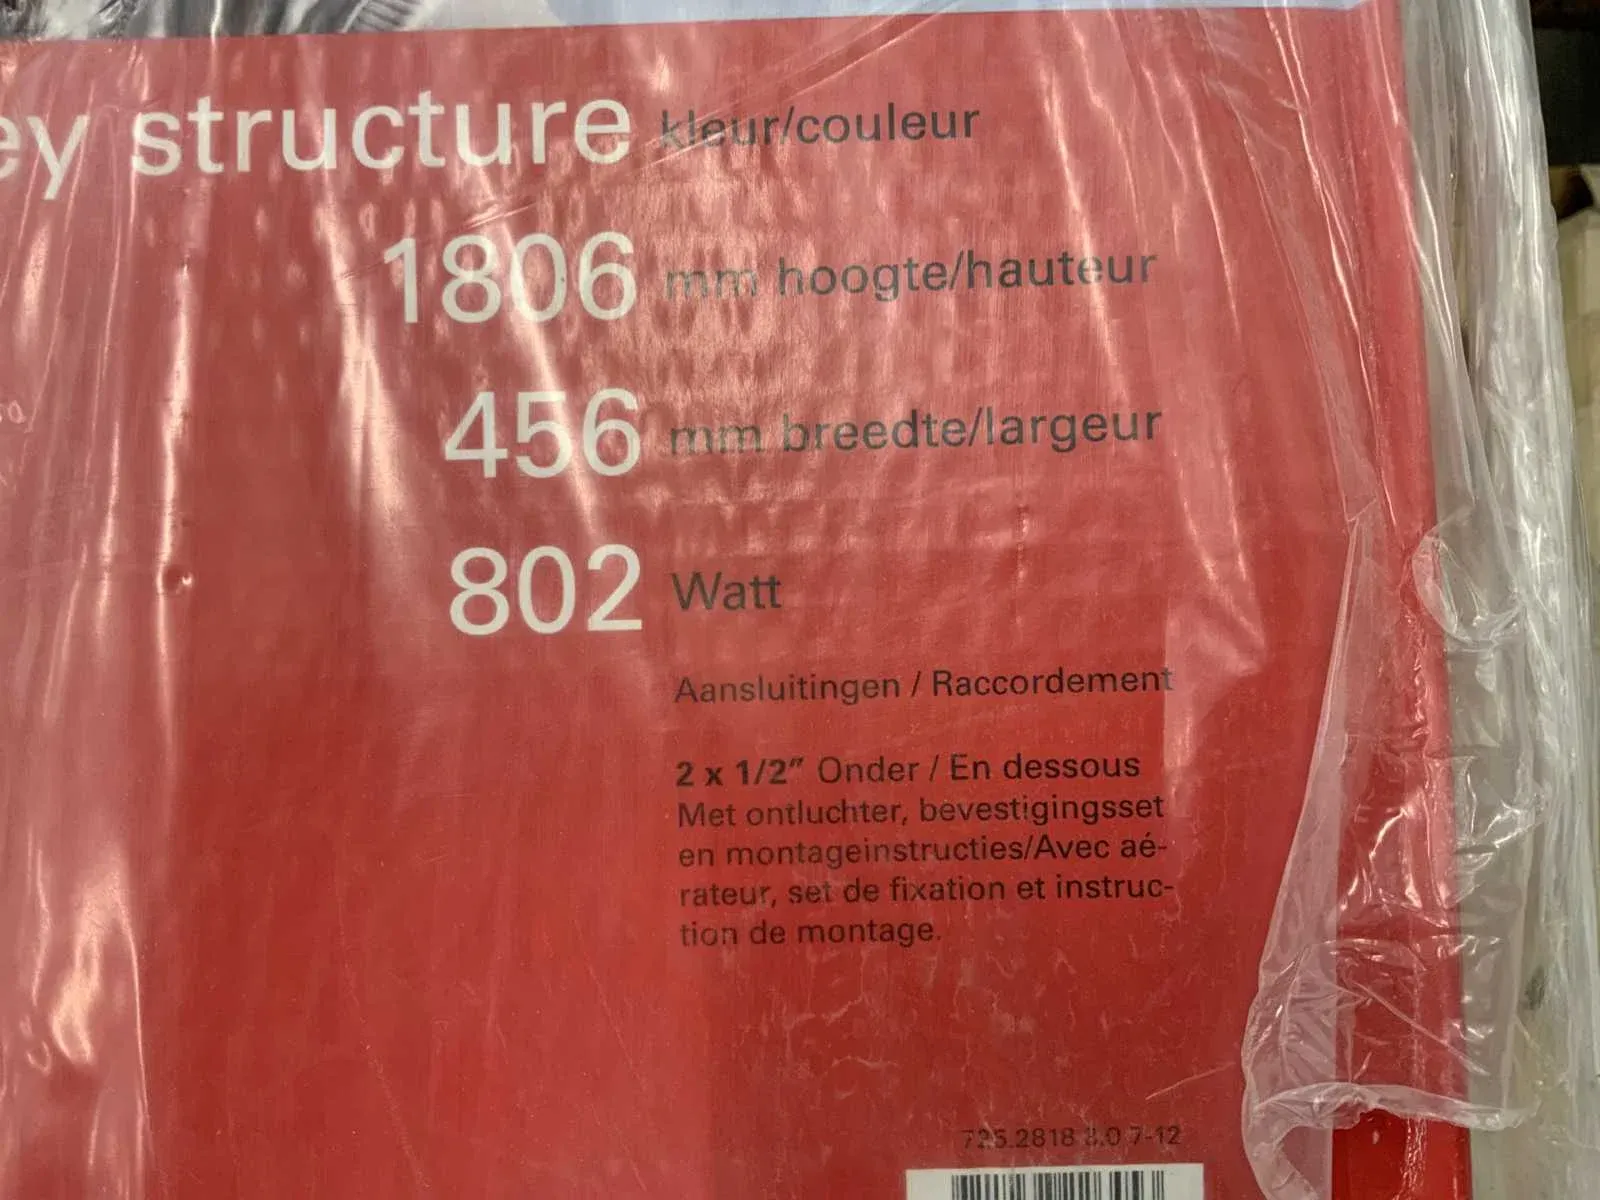 ey structure kleur/couleur
1806 mm hoogte/hauteur
456 mm breedte/largeur
802 Watt
Aansluitingen / Raccordement
2 x 1/2” Onder / En dessous
Met ontluchter, bevestigingsset
en montageinstructies/Avec aé-
rateur, set de fixation et instruc-
tion de montage.
725.2818 3.0 7-12